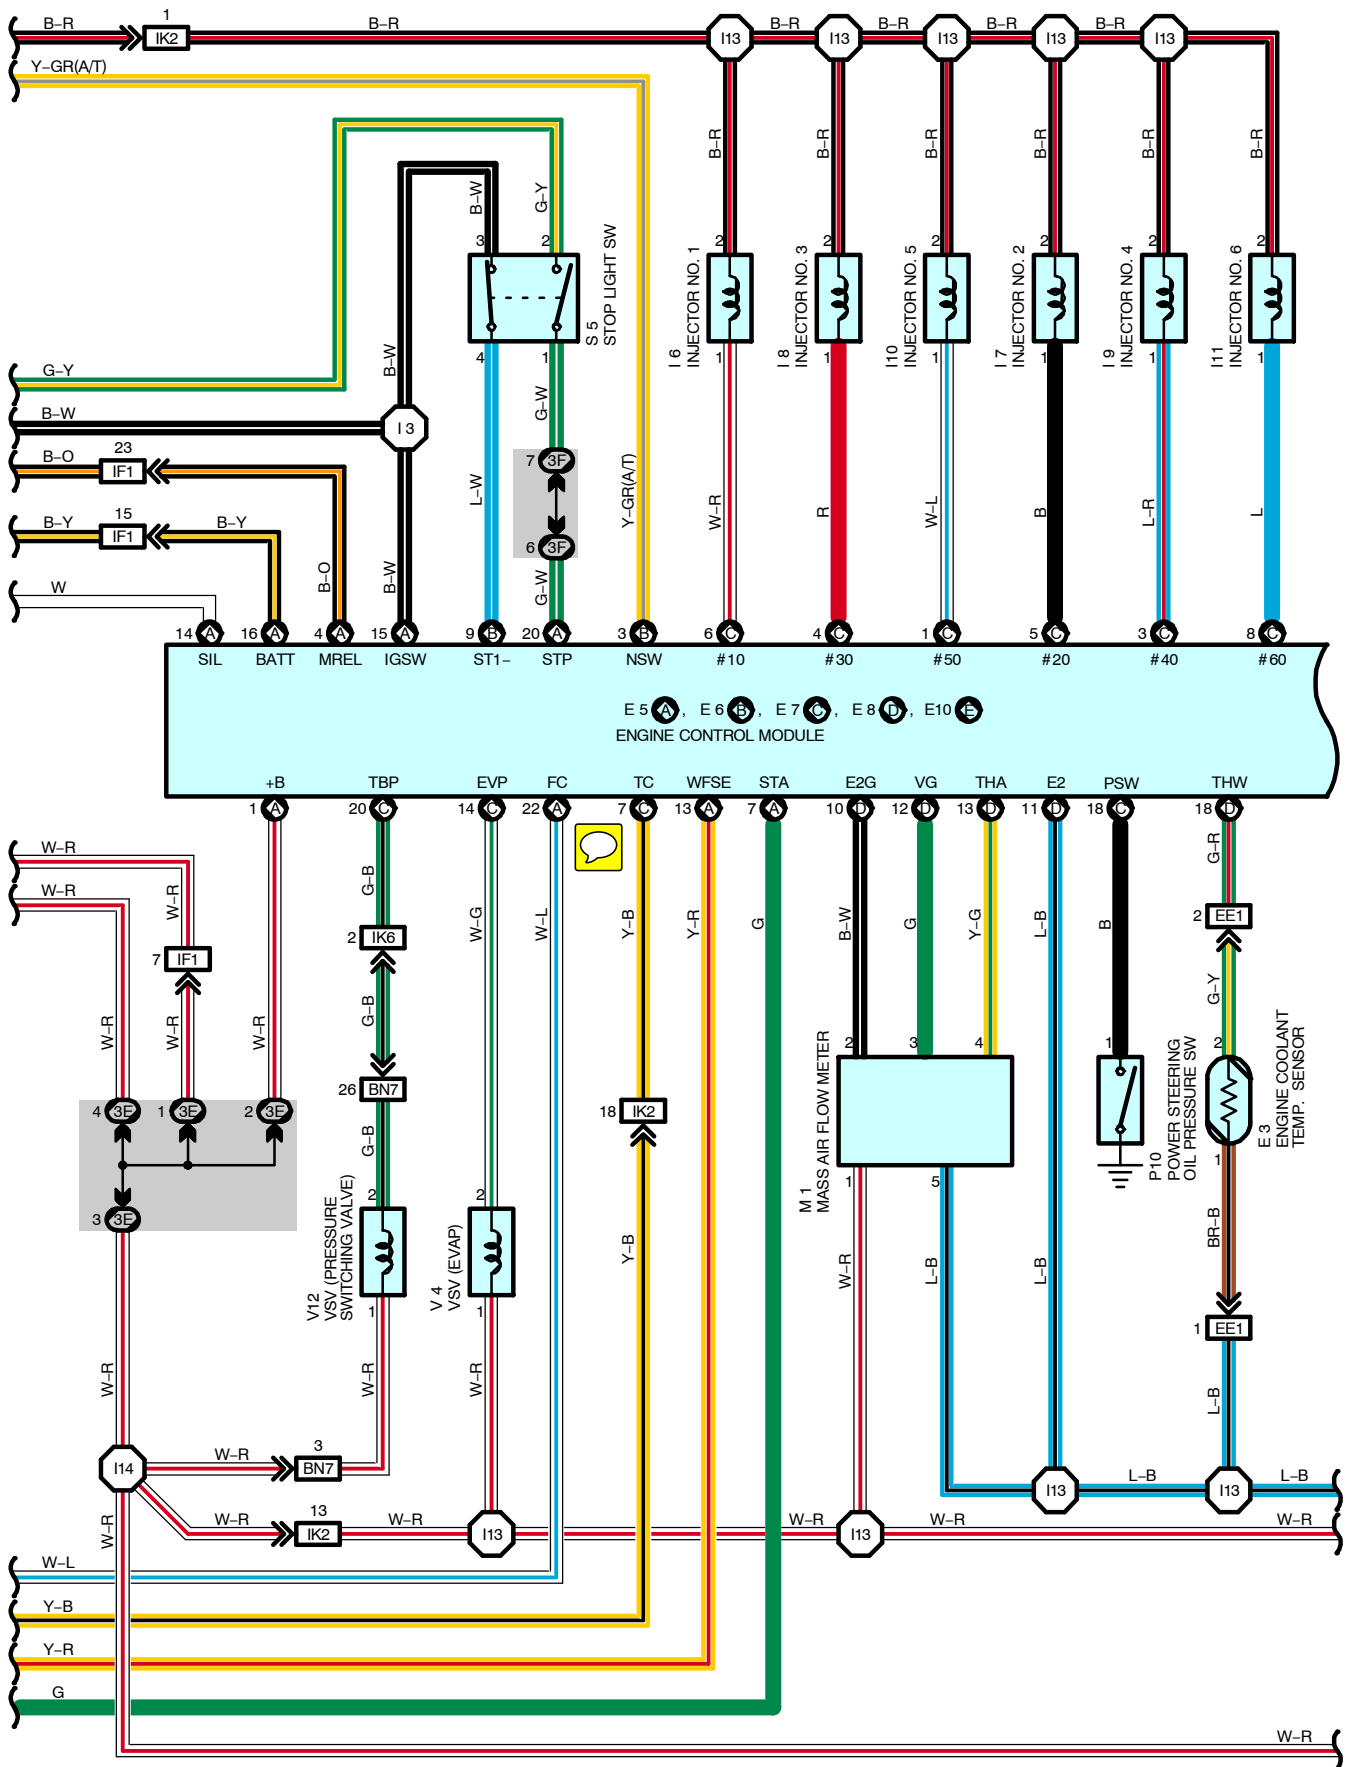 1
B-R
IK2
B-R
I13
B-R
I13
B-R
I13
B-R
I13
B-R
I13
Y-GR(A/T)
B-R
B-R
B-R
B-R
B-R
B-R
B-W
G-Y
3
2
S 5
STOP LIGHT SW
4
1
2
I 6
INJECTOR NO. 1
1
2
I 8
INJECTOR NO. 3
1
2
I10
INJECTOR NO. 5
1
2
I 7
INJECTOR NO. 2
1
2
I 9
INJECTOR NO. 4
1
2
I11
INJECTOR NO. 6
1
G-Y
B-W
B-W
I 3
G-W
B-O
23
IF1
7 3F
B-Y
15
IF1
B-Y
L-W
Y-GR(A/T)
W-R
R
W-L
B
L-R
L
6 3F
W
B-O
B-W
G-W
14 A
16 A
4 A
15 A
9 B
20 A
3 B
6 C
4 C
1 C
5 C
3 C
8 C
SIL
BATT
MREL
IGSW
ST1-
STP
NSW
#10
#30
#50
#20
#40
#60
E 5 A , E 6 B , E 7 C , E 8 D , E10 E
ENGINE CONTROL MODULE
+B
TBP
EVP
FC
TC
WFSE
STA
E2G
VG
THA
E2
PSW
THW
1 A
20 C
14 C
22 A
7 C
13 A
7 A
10 D
12 D
13 D
11 D
18 C
18 D
W-R
W-R
W-R
G-B
W-G
W-L
Y-B
Y-R
G
B-W
G
Y-G
L-B
B
G-R
2 EE1
7 IF1
2 IK6
G-B
G-Y
W-R
W-R
W-R
2
3
4
1
2
26 BN7
4 3E
1 3E
2 3E
18 IK2
G-B
M 1
MASS AIR FLOW METER
1
5
P10
POWER STEERING
OIL PRESSURE SW
E 3
ENGINE COOLANT
TEMP. SENSOR
1
3 3E
2
V12
VSV (PRESSURE
SWITCHING VALVE)
1
2
V 4
VSV (EVAP)
1
Y-B
W-R
L-B
L-B
BR-B
1 EE1
W-R
W-R
W-R
L-B
I14
W-R
3
BN7
L-B
L-B
I13
I13
W-R
W-R
13
IK2
W-R
I13
W-R
I13
W-R
W-R
W-L
Y-B
Y-R
G
W-R